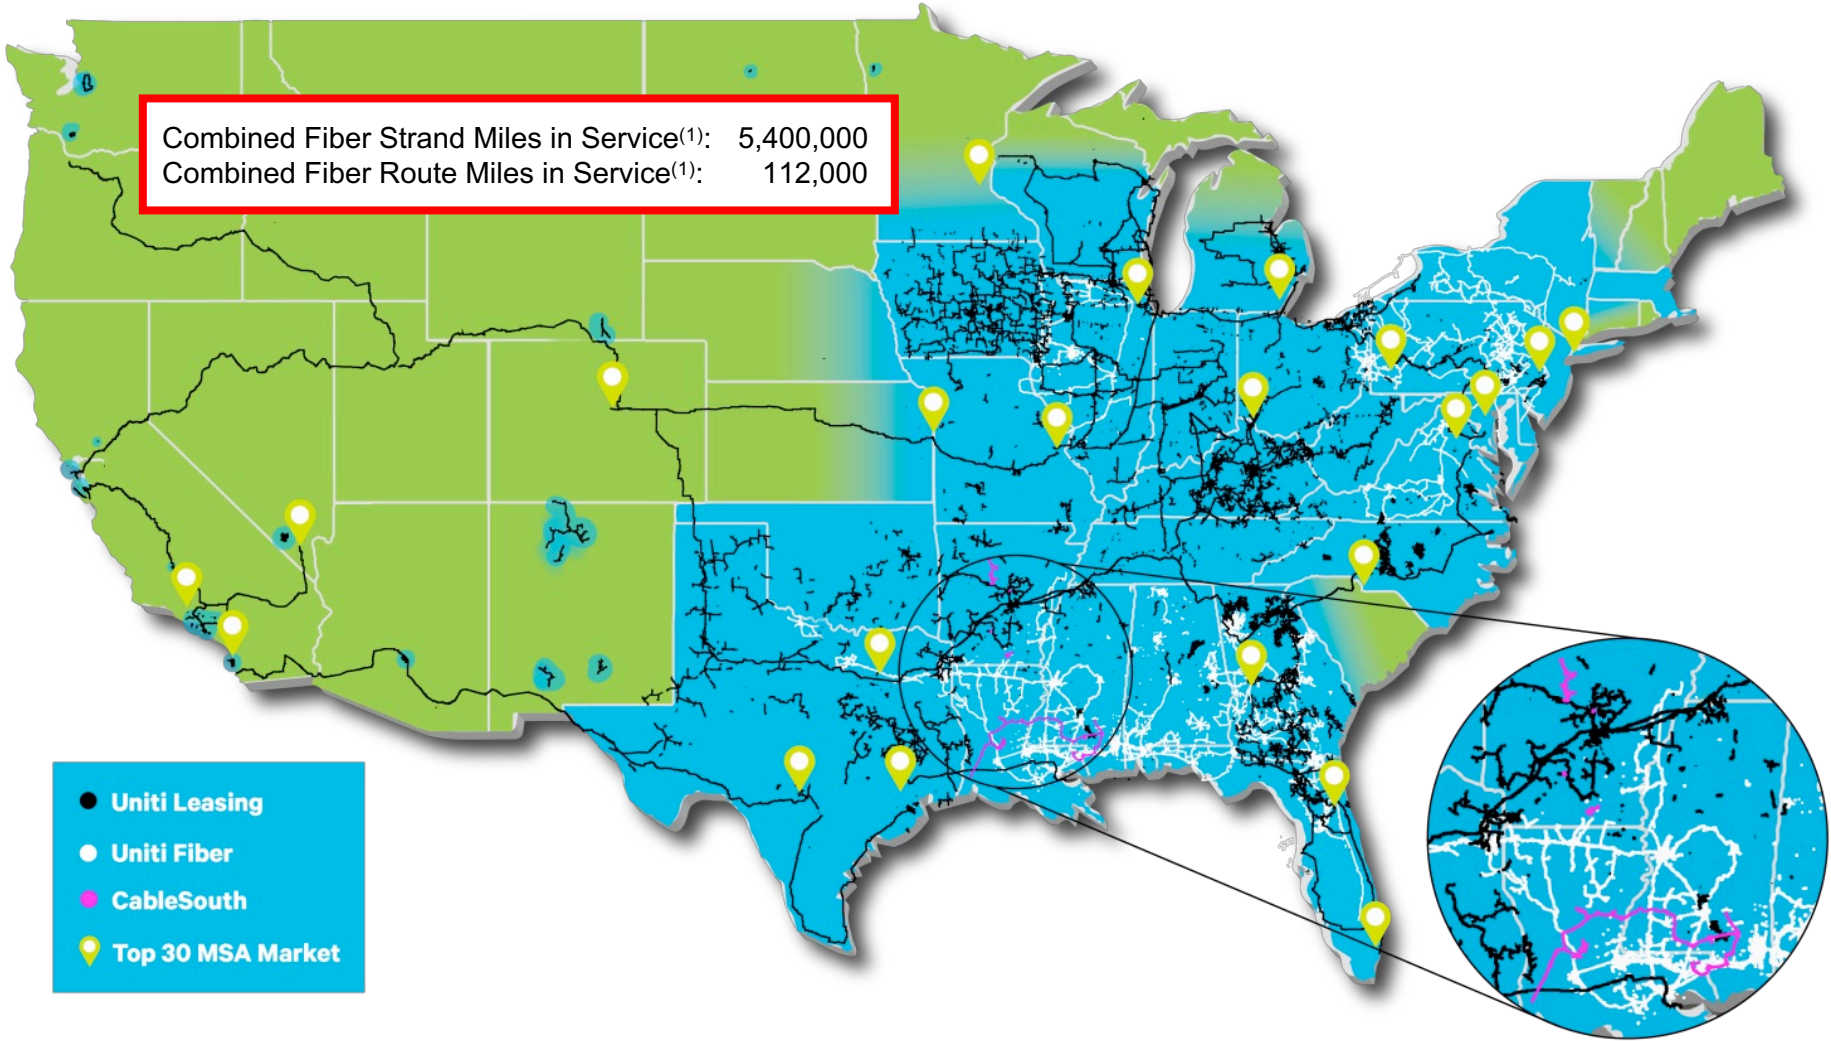 Combined Fiber Strand Miles in Service(1): 5,400,000
Combined Fiber Route Miles in Service(1): 112,000
Uniti Leasing
Uniti Fiber
CableSouth
Top 30 MSA Market